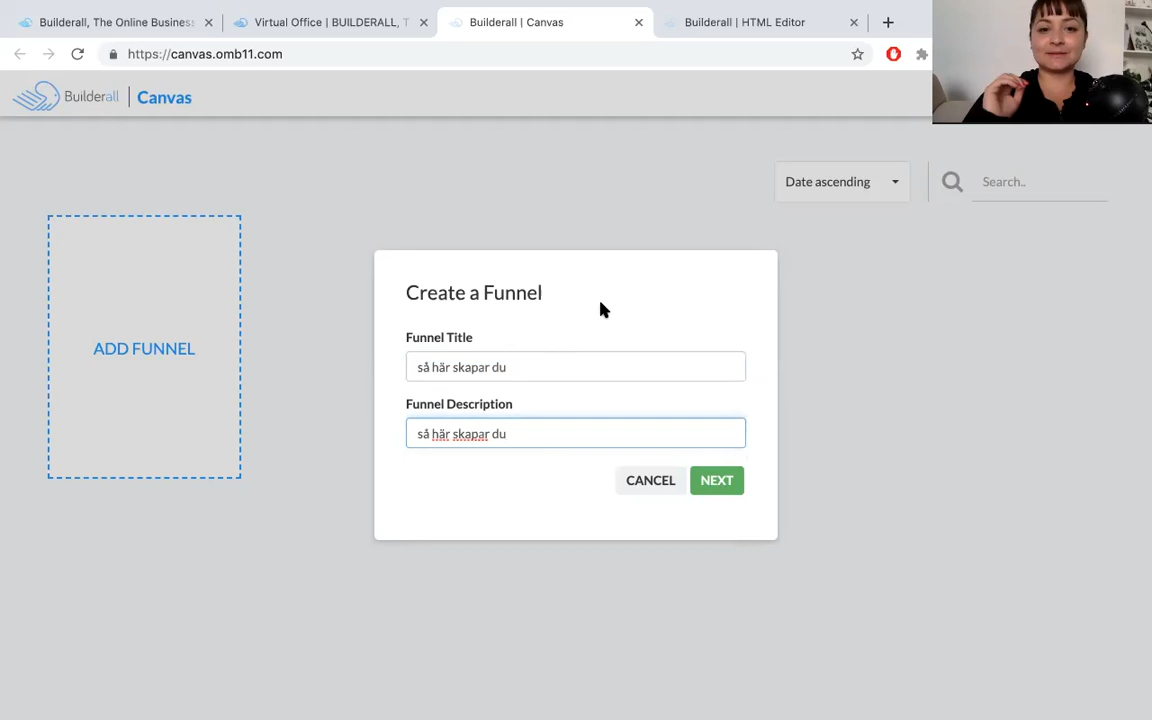 Builderall, The Online Business
Virtual Office | BUILDERALL, T
Builderall | Canvas
Builderall | HTML Editor
https://canvas.omb11.com
Builderall | Canvas
Date ascending
Search..
ADD FUNNEL
Create a Funnel
Funnel Title
så här skapar du
Funnel Description
så här skapar du
CANCEL
NEXT